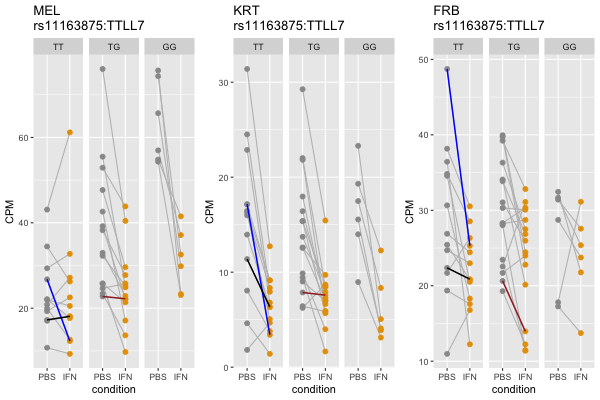 MEL
rs11163875:TTLL7
TT TG GG
CPM
60
40
20
PBS IFN PBS IFN PBS IFN
condition
KRT
rs11163875:TTLL7
TT TG GG
CPM
30
20
10
0
PBS IFN PBS IFN PBS IFN
condition
FRB
rs11163875:TTLL7
TT TG GG
CPM
50
40
30
20
10
PBS IFN PBS IFN PBS IFN
condition